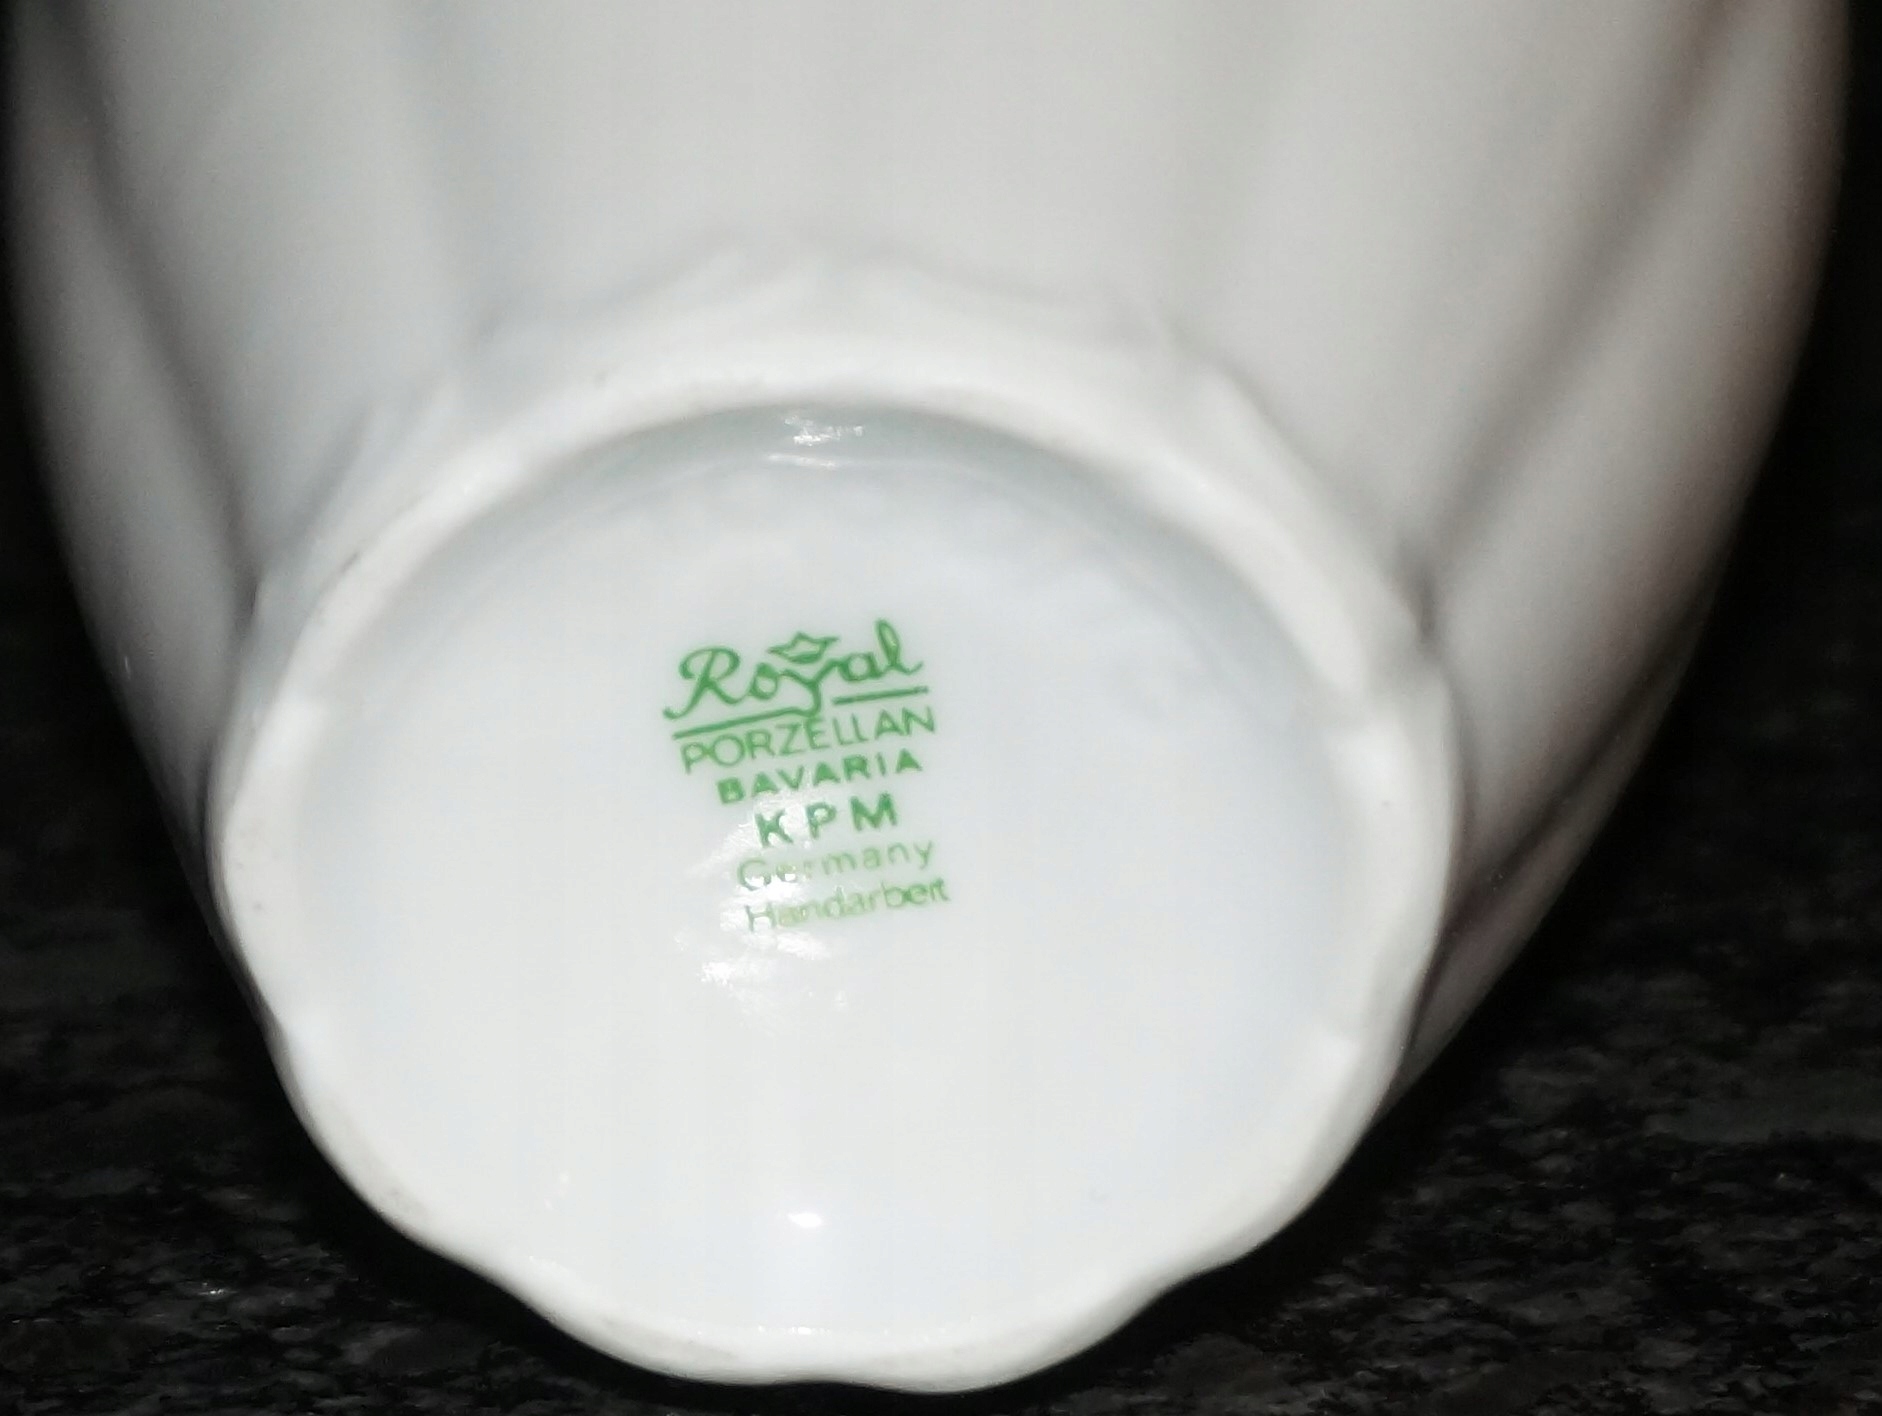 Royal
PORZELLAN
BAVARIA
KPM
Germany
Handarbeit